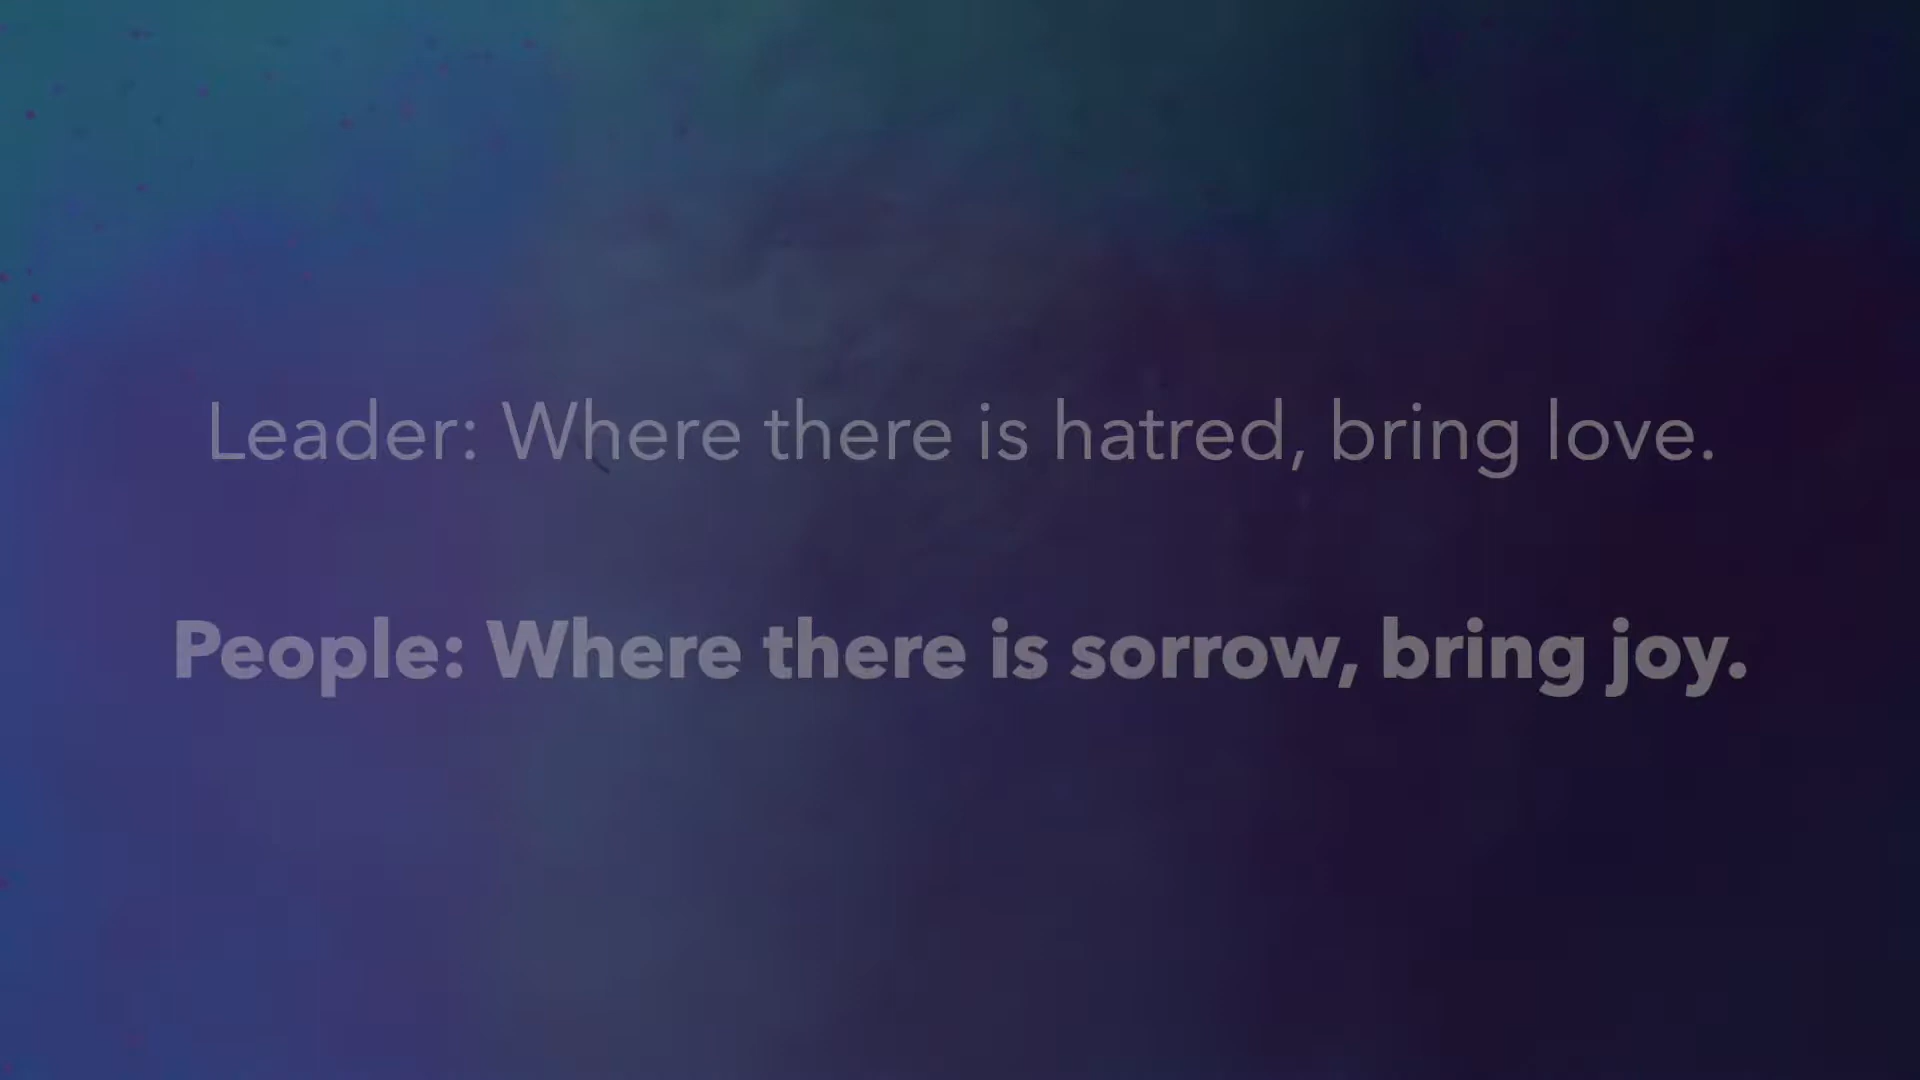 Leader: Where there is hatred, bring love.
People: Where there is sorrow, bring joy.